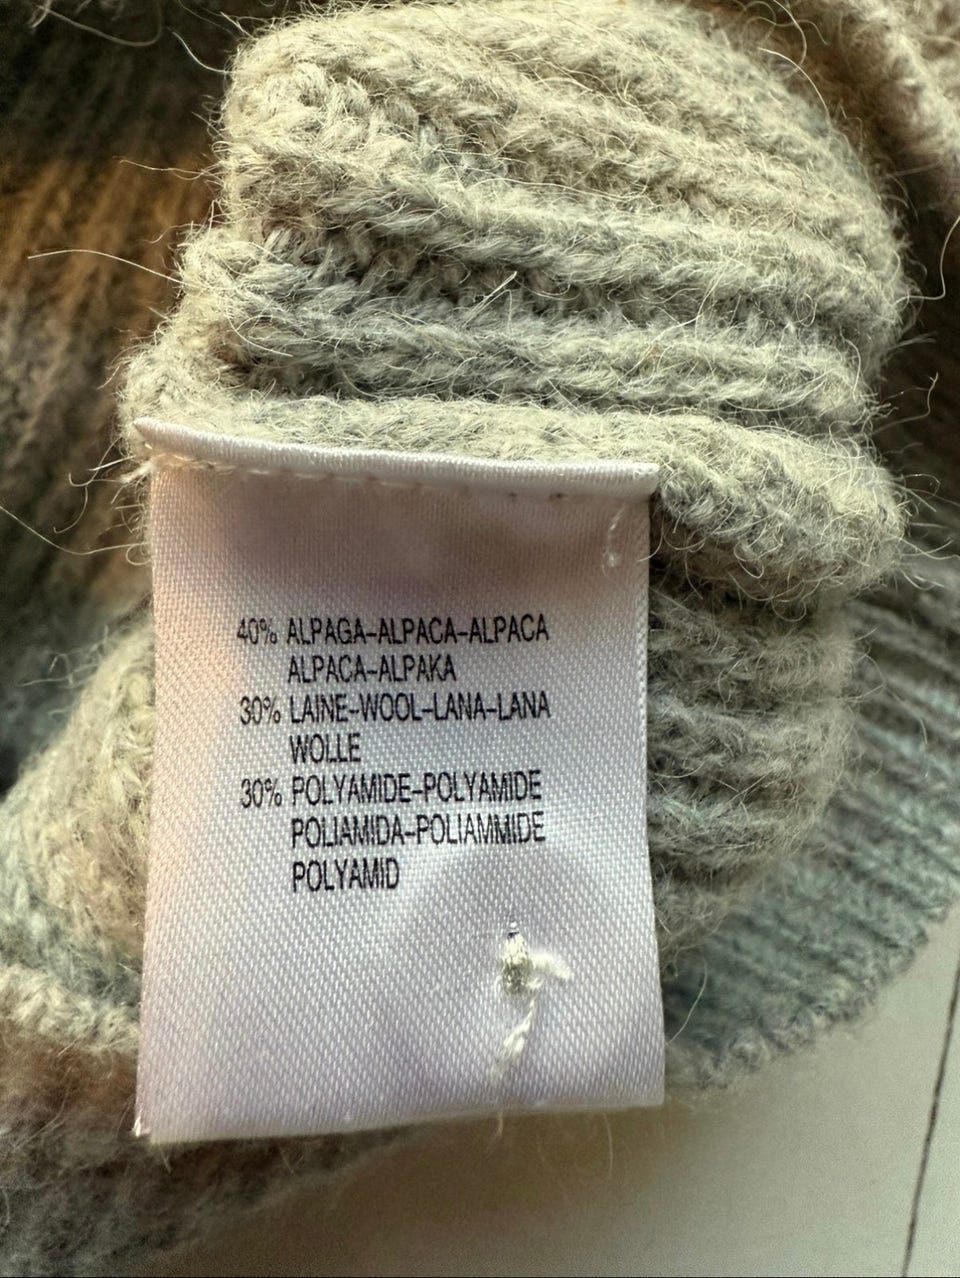 40% ALPAGA-ALPACA-ALPACA
ALPACA-ALPAKA
30% LAINE-WOOL-LANA-LANA
WOLLE
30% POLYAMIDE-POLYAMIDE
POLIAMIDA-POLIAMMIDE
POLYAMID